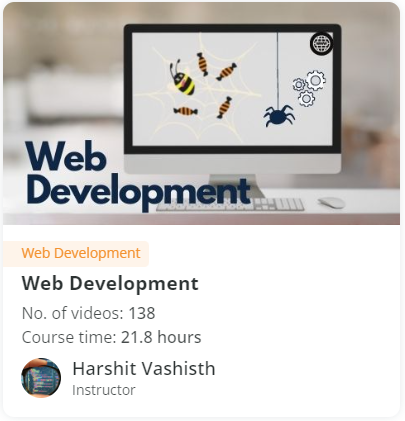 Web
Development
Web Development
Web Development
No. of videos: 138
Course time: 21.8 hours
Harshit Vashisth
Instructor